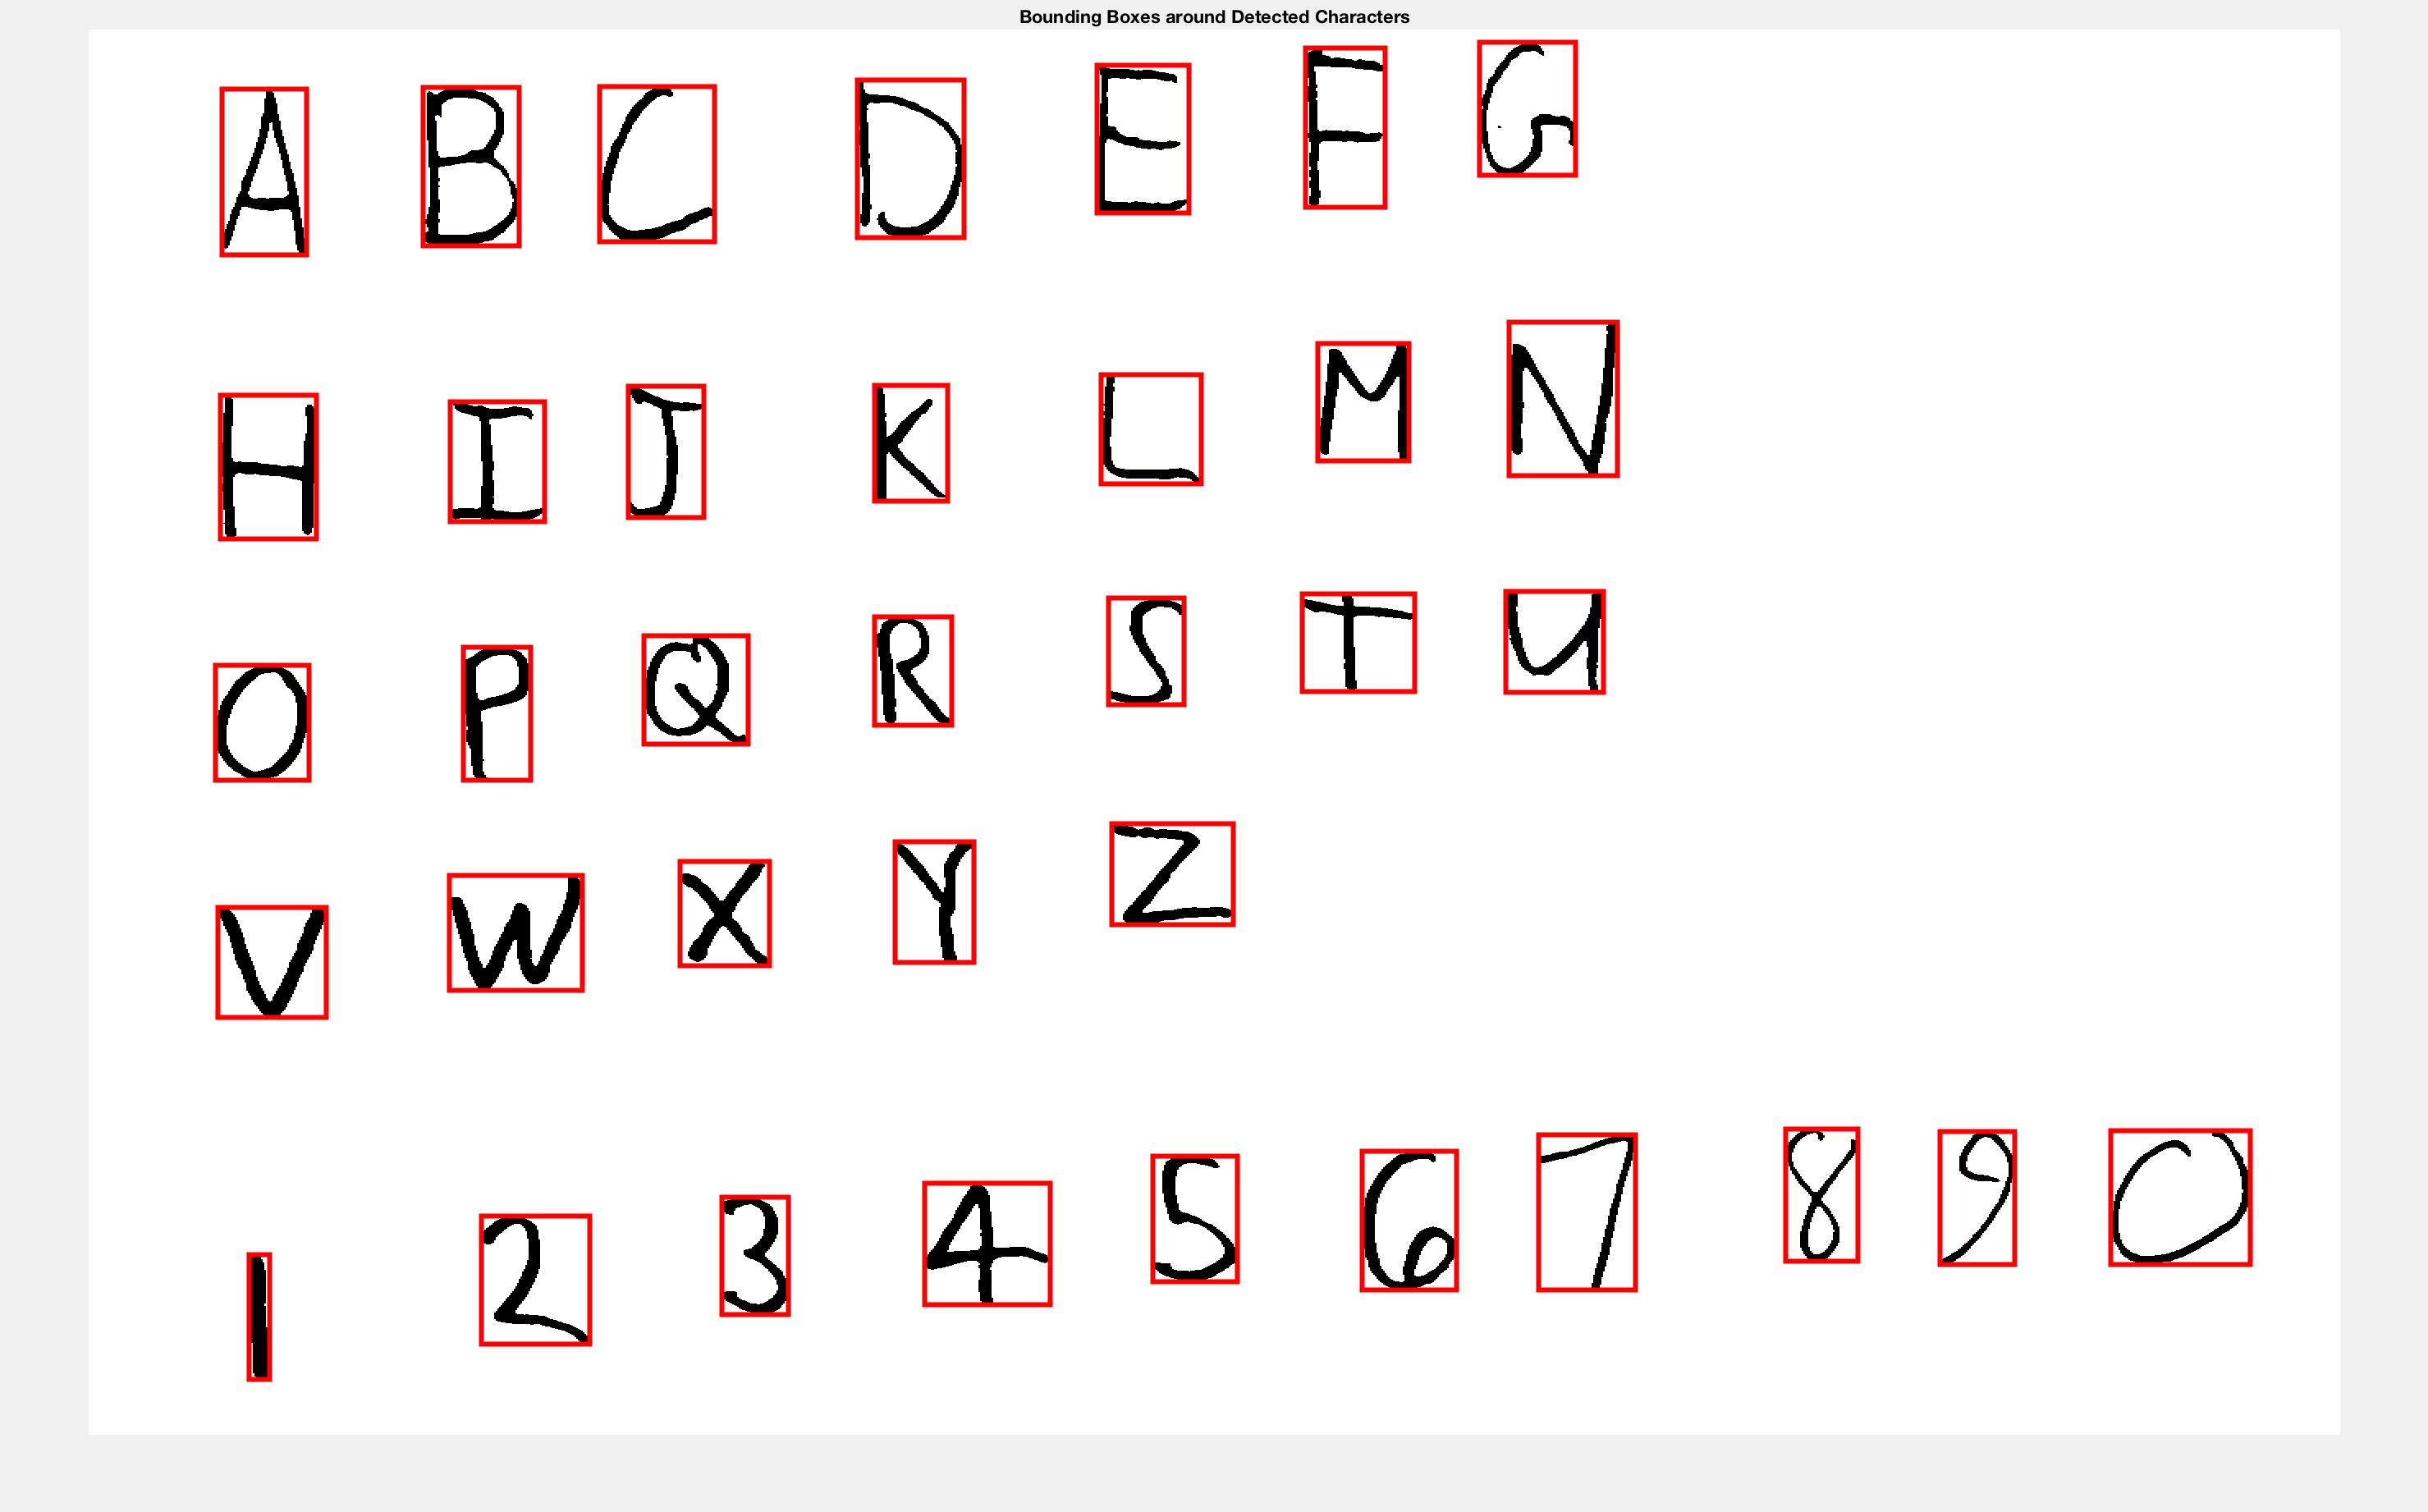 Bounding Boxes around Detected Characters
A B C D E F G
H I J K L M N
O P Q R S T U
V W X Y Z
1 2 3 4 5 6 7 8 9 0